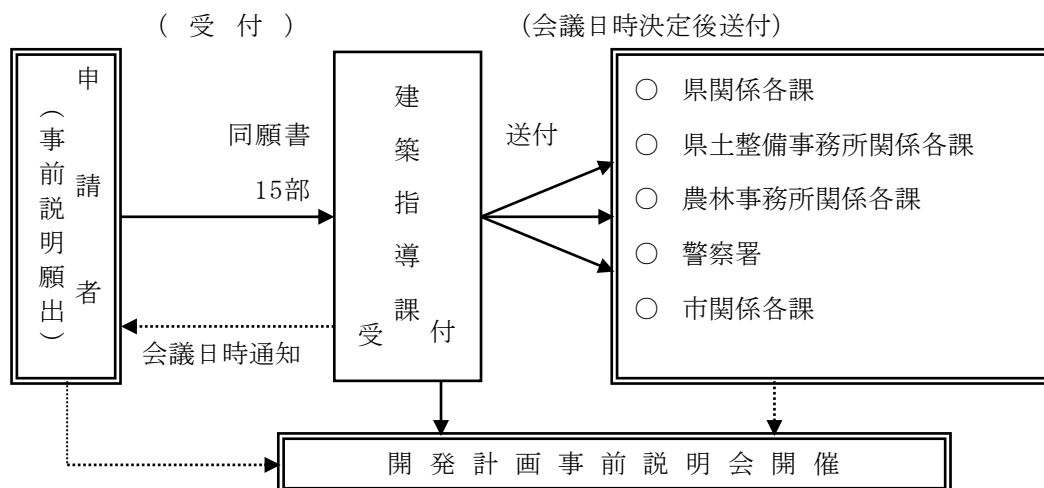 (受付)
(会議日時決定後送付)
申請者
(事前説明願出)
同願書
15部
会議日時通知
建築指導課
受付
送付
○ 県関係各課
○ 県土整備事務所関係各課
○ 農林事務所関係各課
○ 警察署
○ 市関係各課
開発計画事前説明会開催